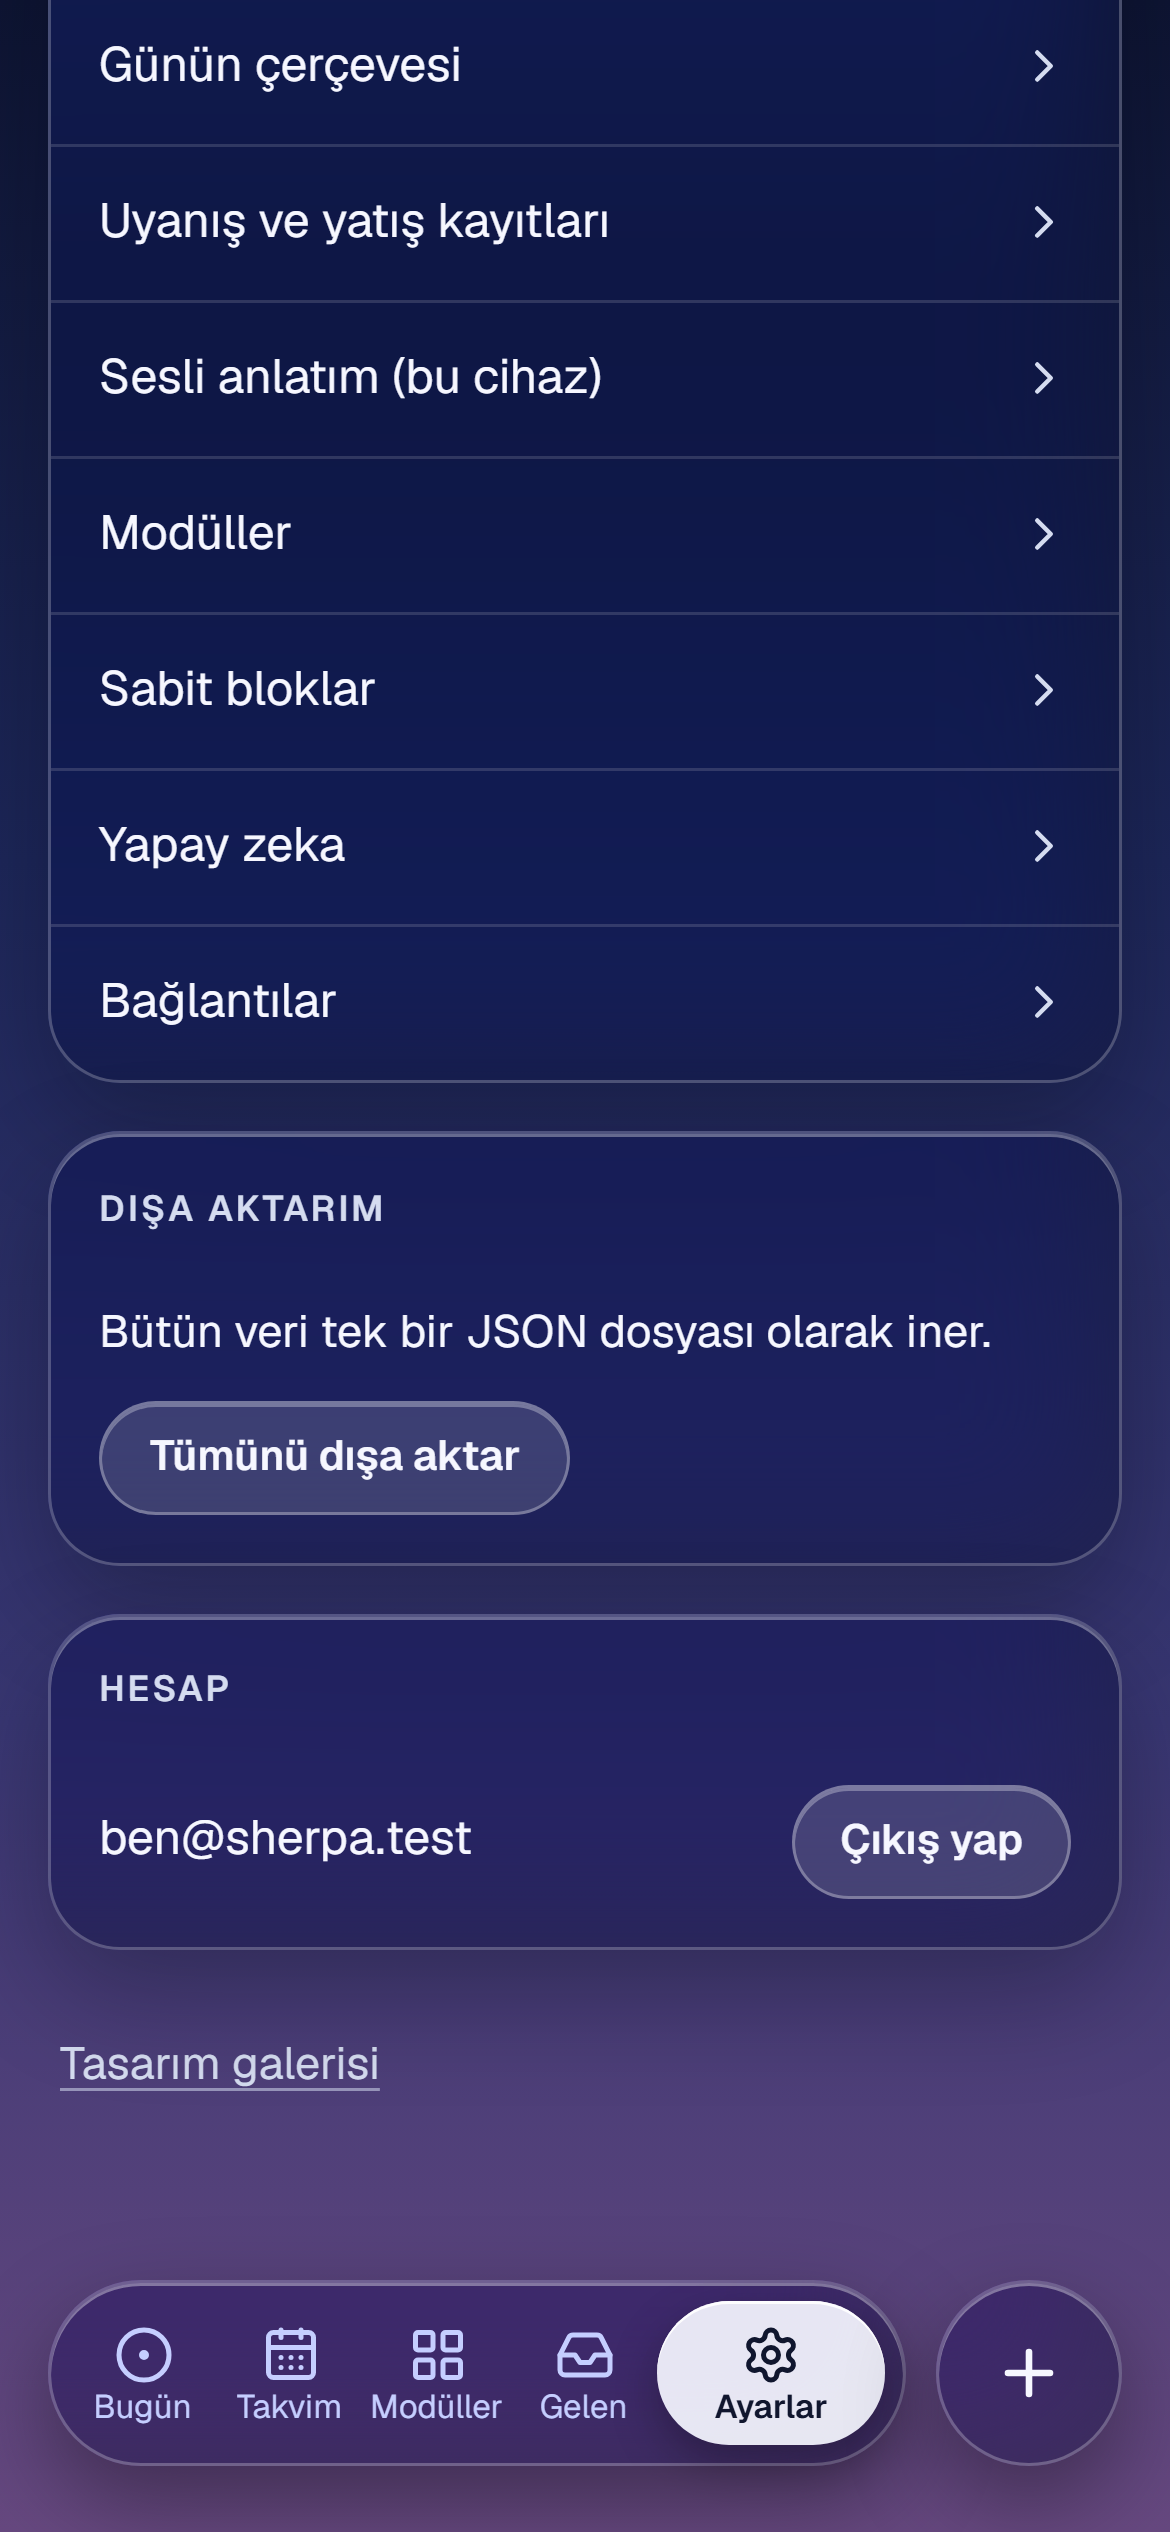 Günün çerçevesi
Uyanış ve yatış kayıtları
Sesli anlatım (bu cihaz)
Modüller
Sabit bloklar
Yapay zeka
Bağlantılar
DIŞA AKTARIM
Bütün veri tek bir JSON dosyası olarak iner.
Tümünü dışa aktar
HESAP
ben@sherpa.test
Çıkış yap
Tasarım galerisi
Bugün
Takvim
Modüller
Gelen
Ayarlar